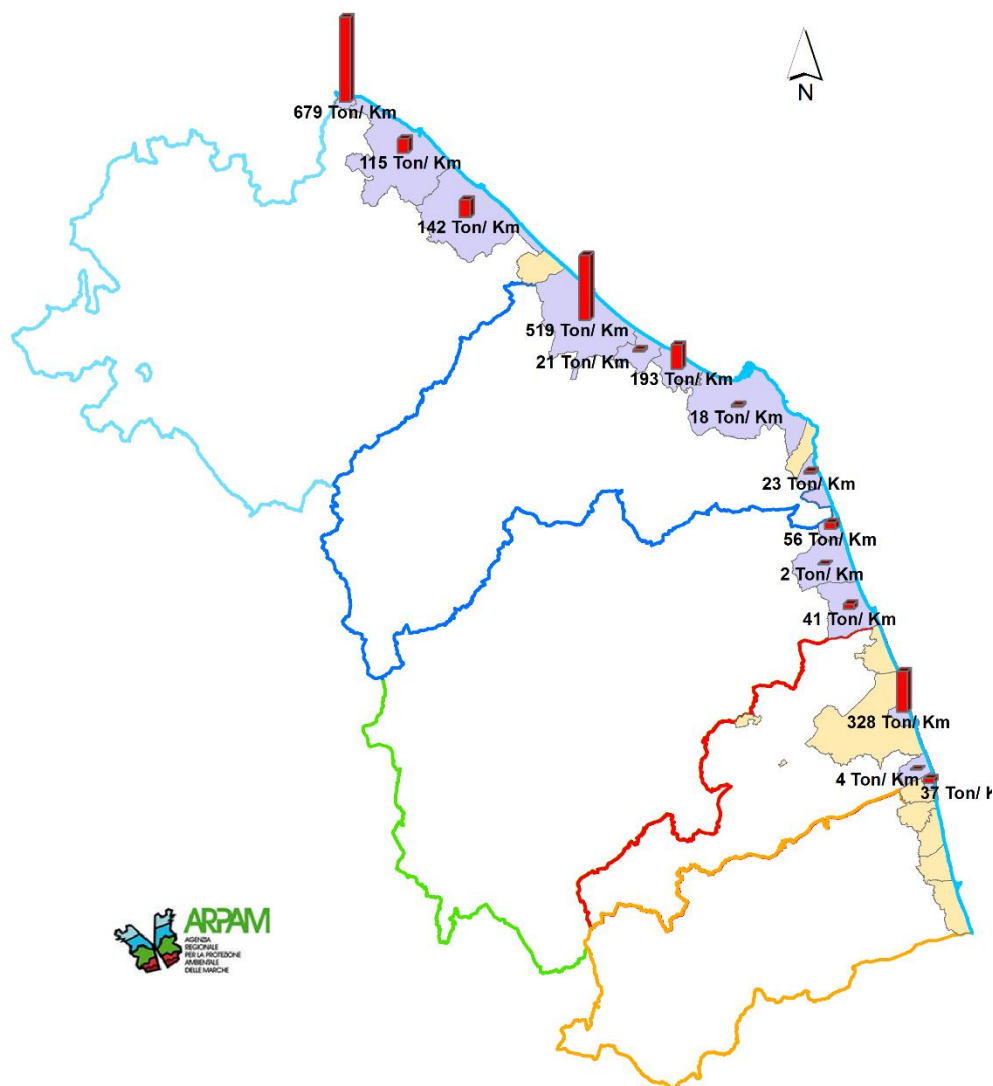 N
679 Ton/ Km
115 Ton/ Km
142 Ton/ Km
519 Ton/ Km
21 Ton/ Km
193 Ton/ Km
18 Ton/ Km
23 Ton/ Km
56 Ton/ Km
2 Ton/ Km
41 Ton/ Km
328 Ton/ Km
4 Ton/ Km
37 Ton/ K
ARPAM
AGENZIA
REGIONALE
PER LA PROTEZIONE
AMBIENTALE
DELLE MARCHE